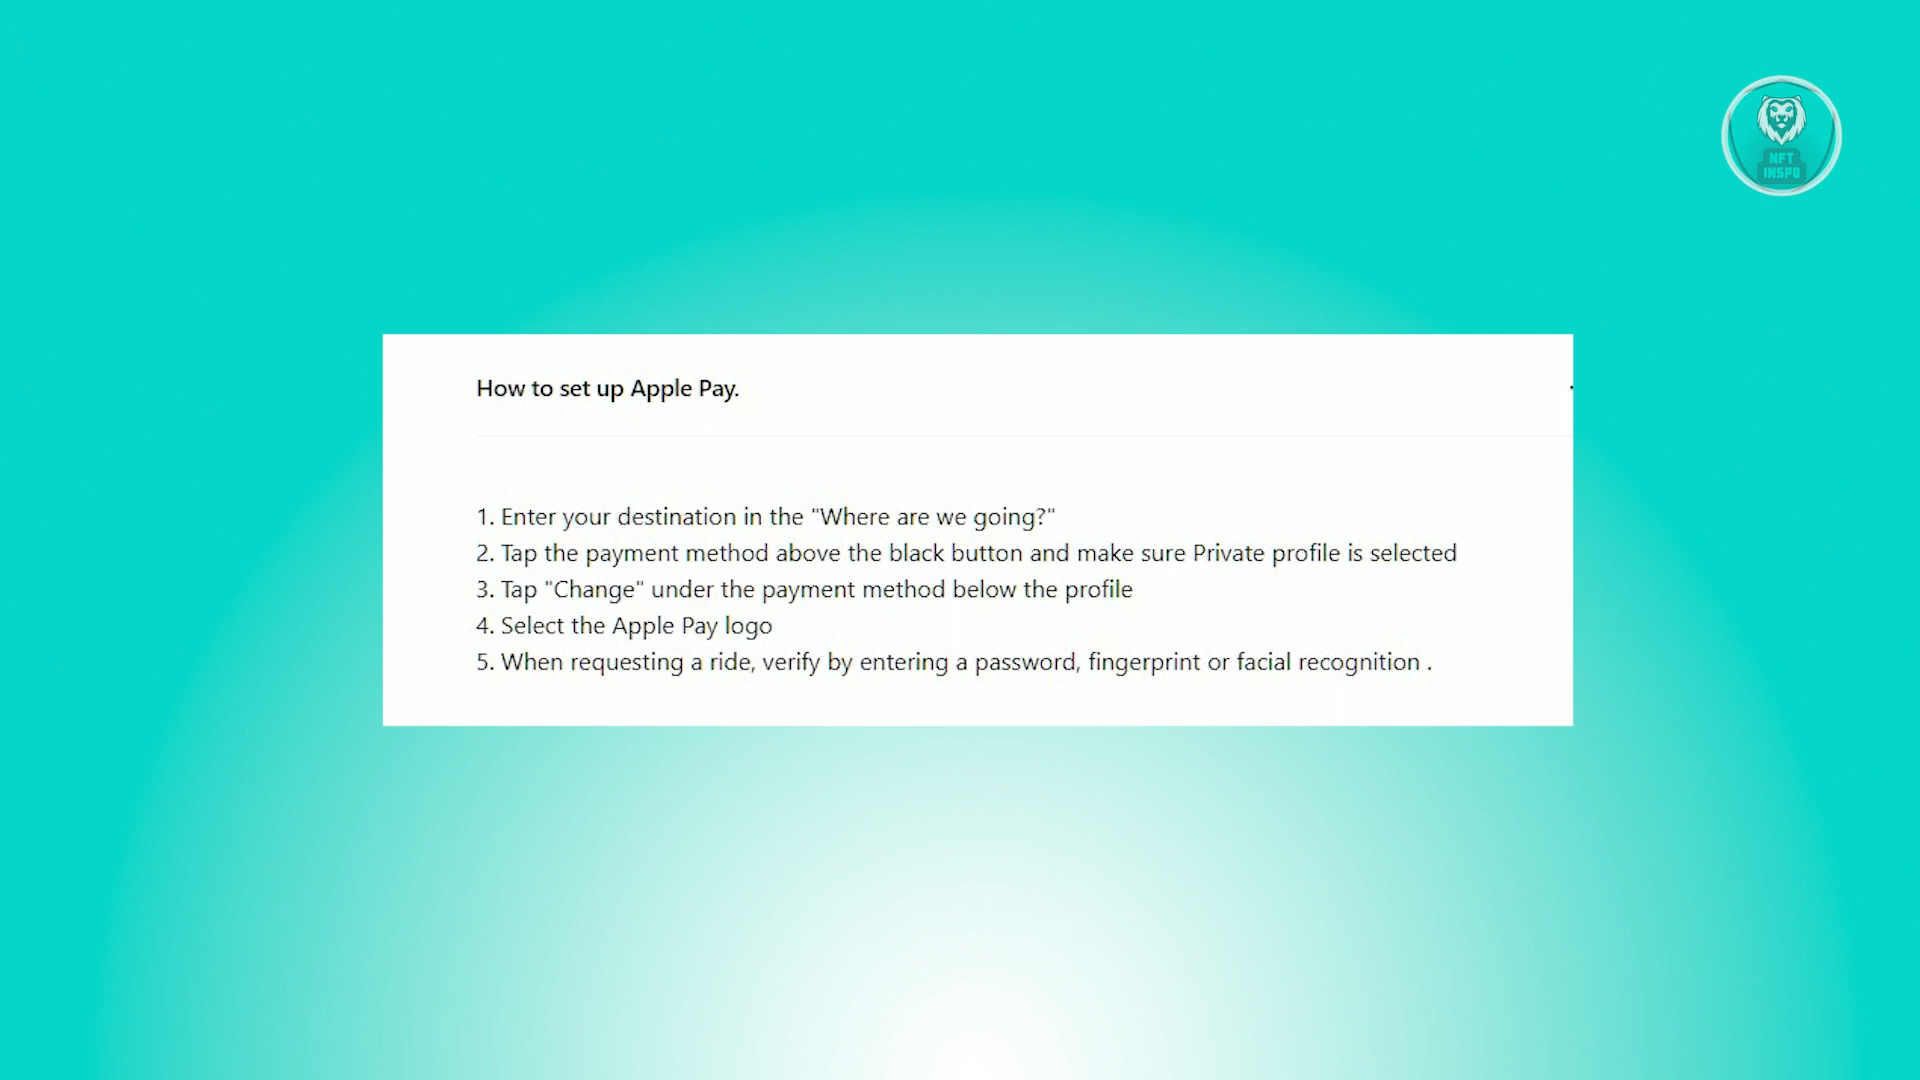 NFT
INSPO
How to set up Apple Pay.
1. Enter your destination in the "Where are we going?"
2. Tap the payment method above the black button and make sure Private profile is selected
3. Tap "Change" under the payment method below the profile
4. Select the Apple Pay logo
5. When requesting a ride, verify by entering a password, fingerprint or facial recognition .